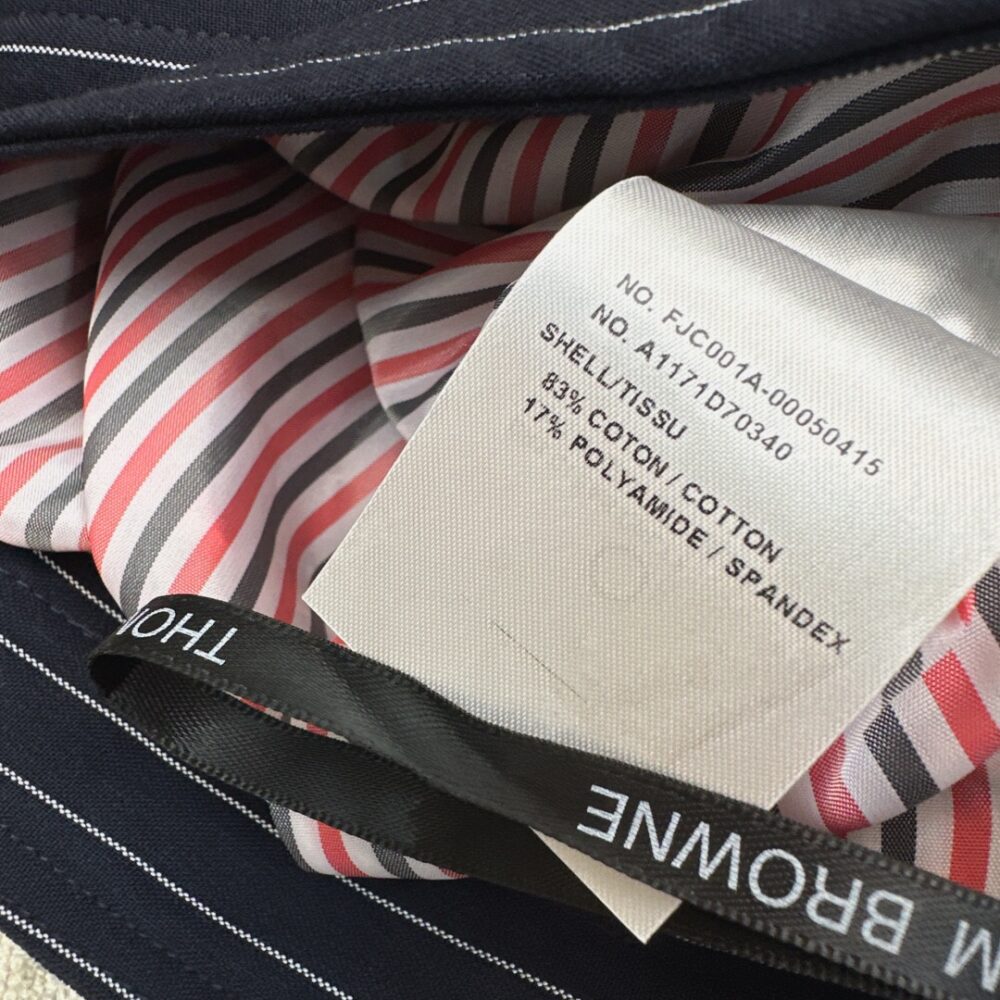 NO. FJC001A-00050415
NO. A1171D70340
SHELL/TISSU
83% COTON / COTTON
17% POLYAMIDE / SPANDEX
THOM
M BROWNE